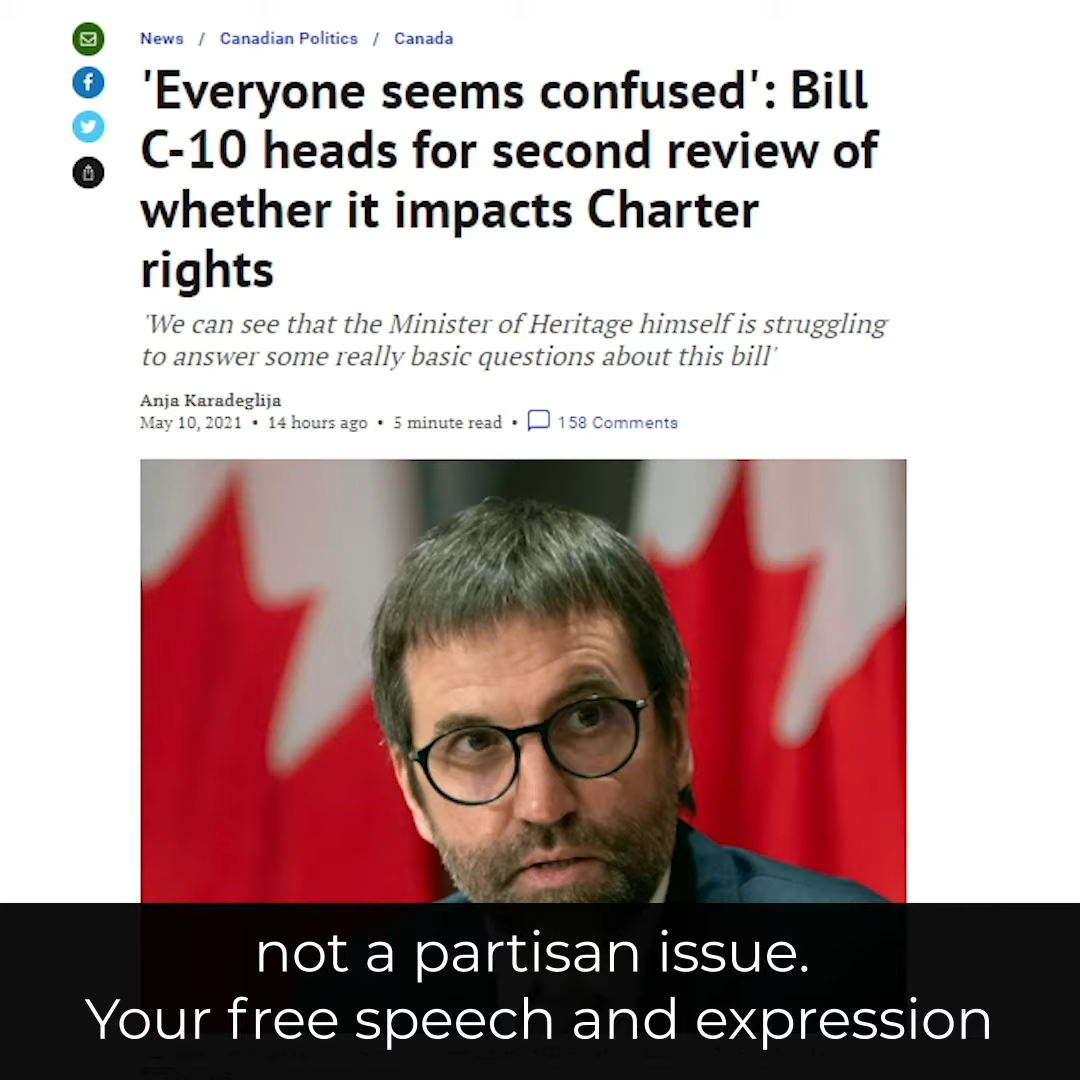 News / Canadian Politics / Canada
'Everyone seems confused': Bill
C-10 heads for second review of
whether it impacts Charter
rights
'We can see that the Minister of Heritage himself is struggling
to answer some really basic questions about this bill'
Anja Karadeglija
May 10, 2021 • 14 hours ago • 5 minute read • 158 Comments
not a partisan issue.
Your free speech and expression